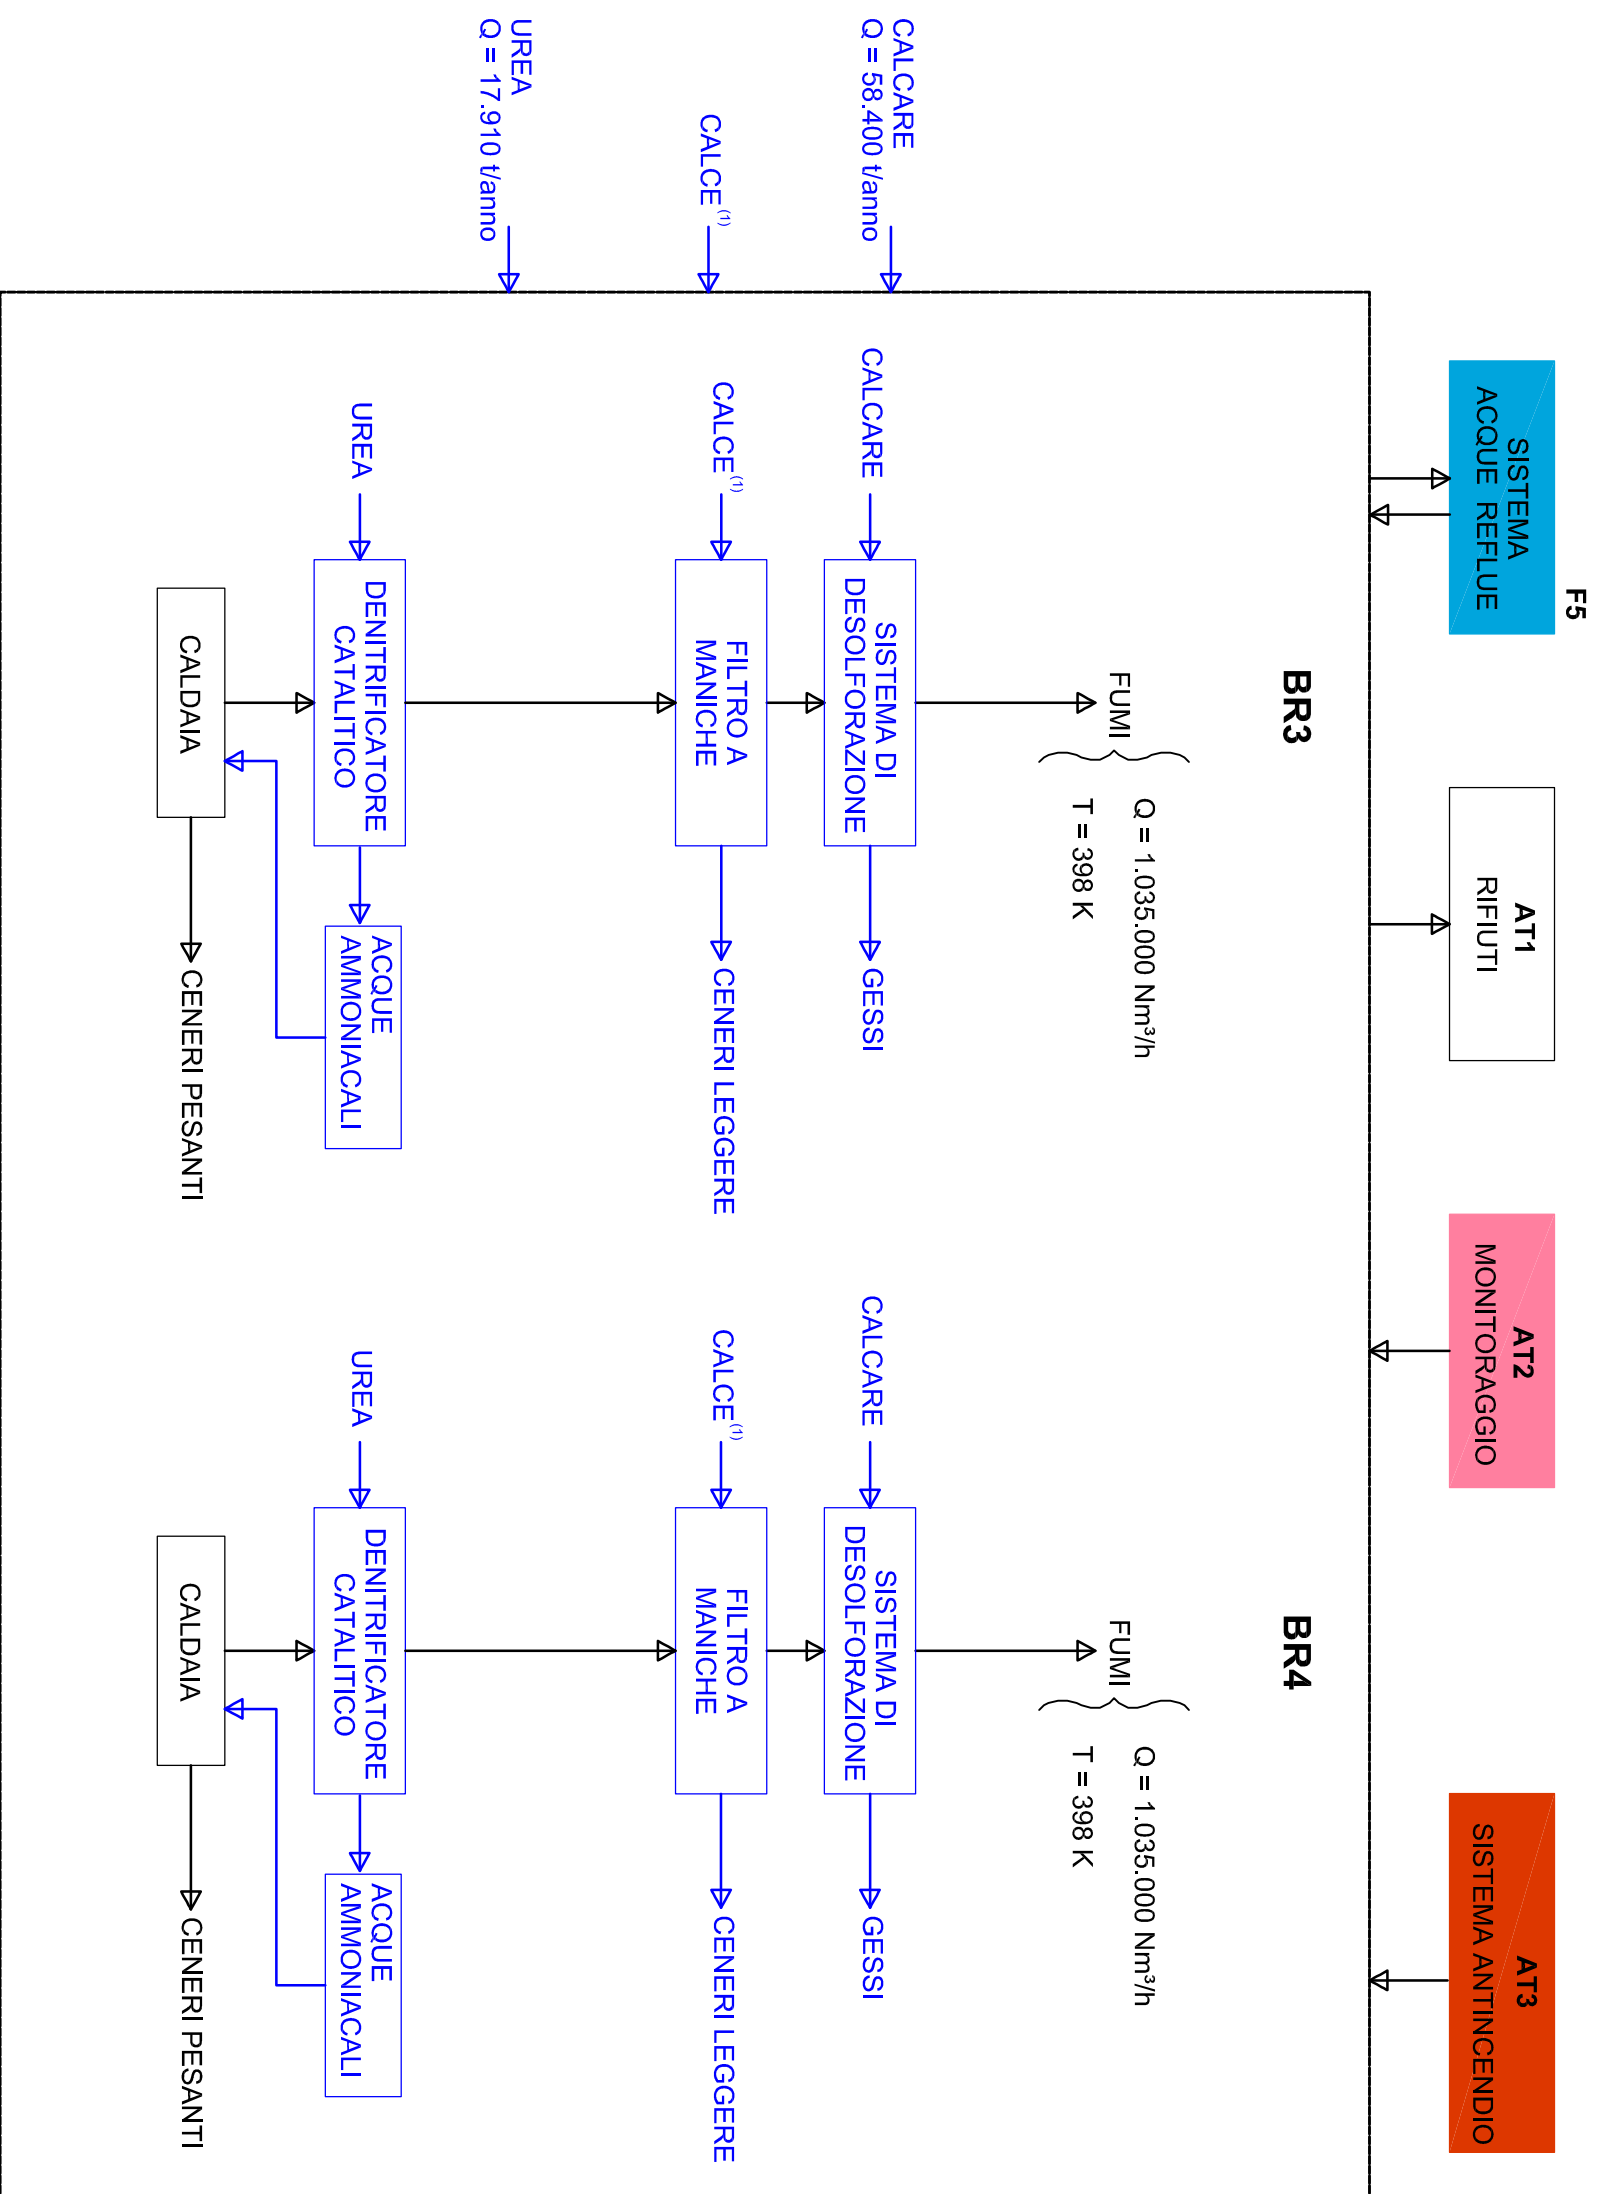 F5
SISTEMA
ACQUE REFLUE
AT1
RIFIUTI
AT2
MONITORAGGIO
AT3
SISTEMA ANTINCENDIO
BR3
BR4
FUMI
Q = 1.035.000 Nm³/h
T = 398 K
FUMI
Q = 1.035.000 Nm³/h
T = 398 K
CALCARE
Q = 58.400 t/anno
CALCARE
SISTEMA DI
DESOLFORAZIONE
GESSI
CALCARE
SISTEMA DI
DESOLFORAZIONE
GESSI
CALCE (1)
CALCE (1)
FILTRO A
MANICHE
CENERI LEGGERE
CALCE (1)
FILTRO A
MANICHE
CENERI LEGGERE
UREA
Q = 17.910 t/anno
UREA
DENITRIFICATORE
CATALITICO
ACQUE
AMMONIACALI
UREA
DENITRIFICATORE
CATALITICO
ACQUE
AMMONIACALI
CALDAIA
CENERI PESANTI
CALDAIA
CENERI PESANTI